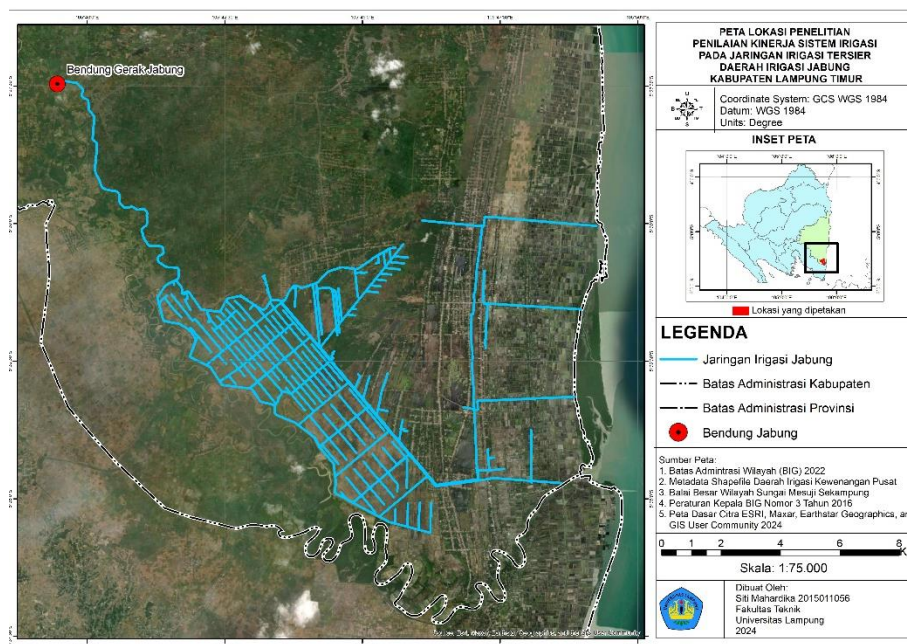 Bendung Gerak Jabung
PETA LOKASI PENELITIAN
PENILAIAN KINERJA SISTEM IRIGASI
PADA JARINGAN IRIGASI TERSIER
DAERAH IRIGASI JABUNG
KABUPATEN LAMPUNG TIMUR
Coordinate System: GCS WGS 1984
Datum: WGS 1984
Units: Degree
INSET PETA
Lokasi yang dipetakan
LEGENDA
Jaringan Irigasi Jabung
Batas Administrasi Kabupaten
Batas Administrasi Provinsi
Bendung Jabung
Sumber Peta:
1. Batas Admintrasi Wilayah (BIG) 2022
2. Metadata Shapefile Daerah Irigasi Kewenangan Pusat
3. Balai Besar Wilayah Sungai Mesuji Sekampung
4. Peraturan Kepala BIG Nomor 3 Tahun 2016
5. Peta Dasar Citra ESRI, Maxar, Earthstar Geographics, an
GIS User Community 2024
0 1 2 4 6 8
Skala: 1:75.000
Dibuat Oleh:
Siti Mahardika 2015011056
Fakultas Teknik
Universitas Lampung
2024